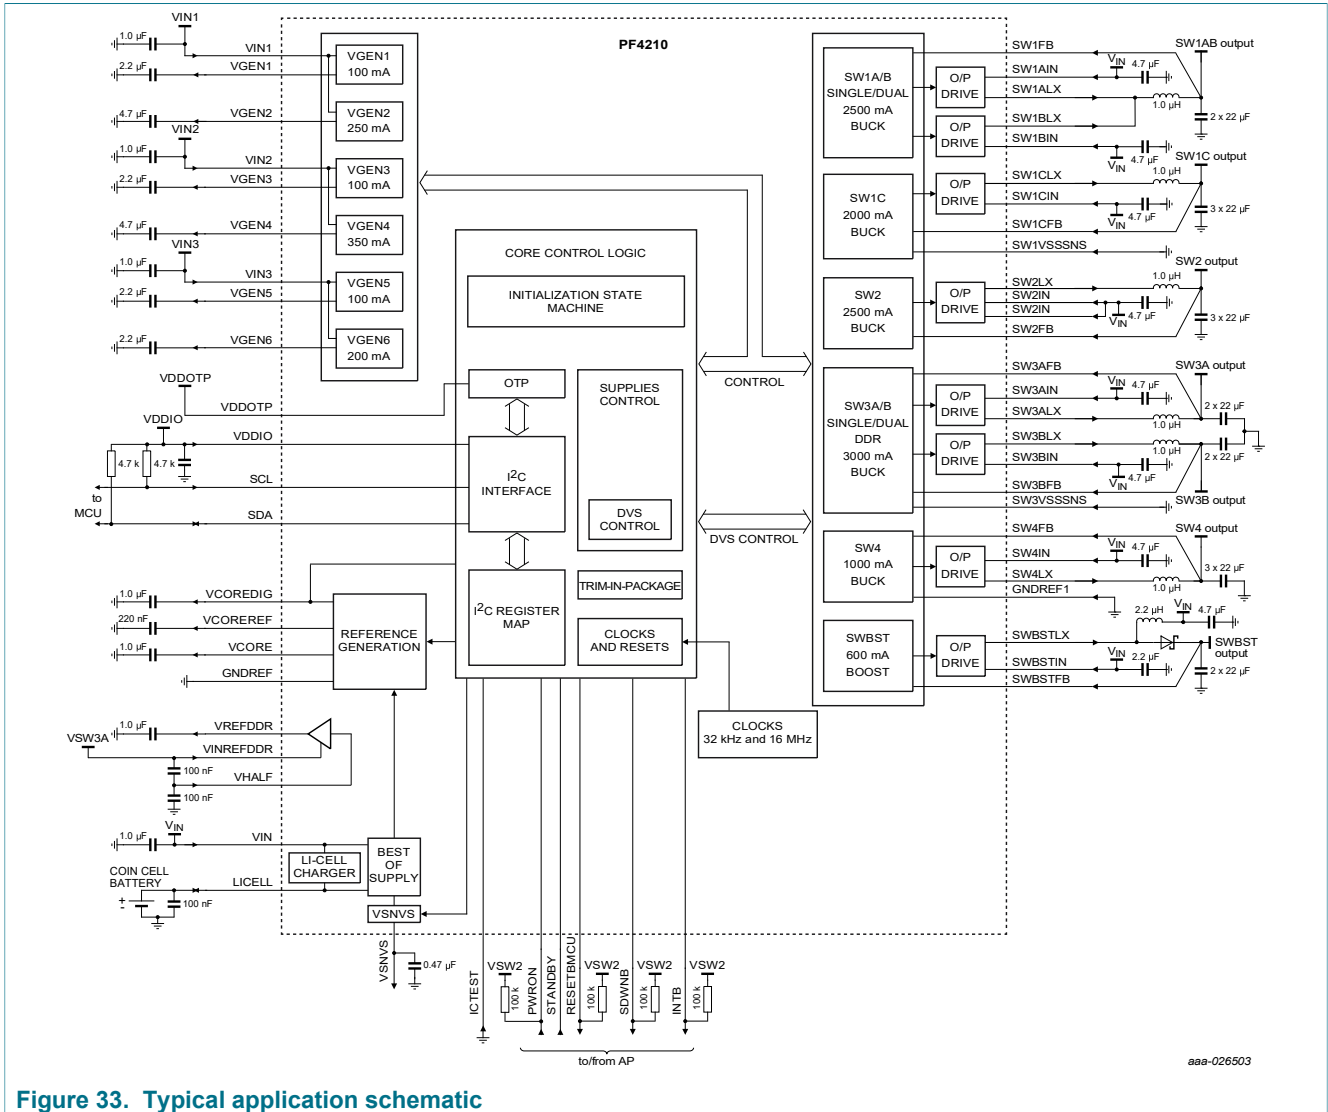 PF4210
VIN1
1.0 µF
VIN1
2.2 µF
VGEN1
4.7 µF
VGEN2
VIN2
1.0 µF
VIN2
2.2 µF
VGEN3
4.7 µF
VGEN4
VIN3
1.0 µF
VIN3
2.2 µF
VGEN5
2.2 µF
VGEN6
VGEN1
100 mA
VGEN2
250 mA
VGEN3
100 mA
VGEN4
350 mA
VGEN5
100 mA
VGEN6
200 mA
VDDOTP
VDDOTP
VDDIO
VDDIO
4.7 k
4.7 k
SCL
to
MCU
SDA
1.0 µF
VCOREDIG
220 nF
VCOREREF
1.0 µF
VCORE
GNDREF
REFERENCE
GENERATION
1.0 µF
VREFDDR
VSW3A
VINREFDDR
100 nF
VHALF
100 nF
VIN
1.0 µF
VIN
COIN CELL
BATTERY
LICELL
+
-
100 nF
LI-CELL
CHARGER
BEST
OF
SUPPLY
VSNVS
VSNVS
0.47 µF
CORE CONTROL LOGIC
INITIALIZATION STATE
MACHINE
OTP
I2C
INTERFACE
I2C REGISTER
MAP
SUPPLIES
CONTROL
DVS
CONTROL
TRIM-IN-PACKAGE
CLOCKS
AND RESETS
CLOCKS
32 kHz and 16 MHz
CONTROL
DVS CONTROL
ICTEST
VSW2
100 k
PWRON
STANDBY
RESETBMCU
VSW2
100 k
SDWNB
VSW2
100 k
INTB
VSW2
100 k
to/from AP
SW1A/B
SINGLE/DUAL
2500 mA
BUCK
O/P
DRIVE
O/P
DRIVE
SW1FB
SW1AIN
SW1ALX
SW1BLX
SW1BIN
VIN
4.7 µF
SW1AB output
1.0 µH
2 x 22 µF
VIN
4.7 µF
SW1C
2000 mA
BUCK
O/P
DRIVE
SW1CLX
SW1CIN
SW1CFB
SW1VSSSNS
SW1C output
1.0 µH
VIN
4.7 µF
3 x 22 µF
SW2
2500 mA
BUCK
O/P
DRIVE
SW2LX
SW2IN
SW2IN
SW2FB
SW2 output
1.0 µH
VIN
4.7 µF
3 x 22 µF
SW3A/B
SINGLE/DUAL
DDR
3000 mA
BUCK
O/P
DRIVE
O/P
DRIVE
SW3AFB
SW3AIN
SW3ALX
SW3BLX
SW3BIN
SW3BFB
SW3VSSSNS
SW3A output
VIN
4.7 µF
2 x 22 µF
1.0 µH
1.0 µH
2 x 22 µF
VIN
4.7 µF
SW3B output
SW4
1000 mA
BUCK
O/P
DRIVE
SW4FB
SW4IN
SW4LX
GNDREF1
SW4 output
VIN
4.7 µF
3 x 22 µF
1.0 µH
SWBST
600 mA
BOOST
O/P
DRIVE
SWBSTLX
SWBSTIN
SWBSTFB
2.2 µH
VIN
4.7 µF
SWBST
output
VIN
2.2 µF
2 x 22 µF
aaa-026503
Figure 33. Typical application schematic